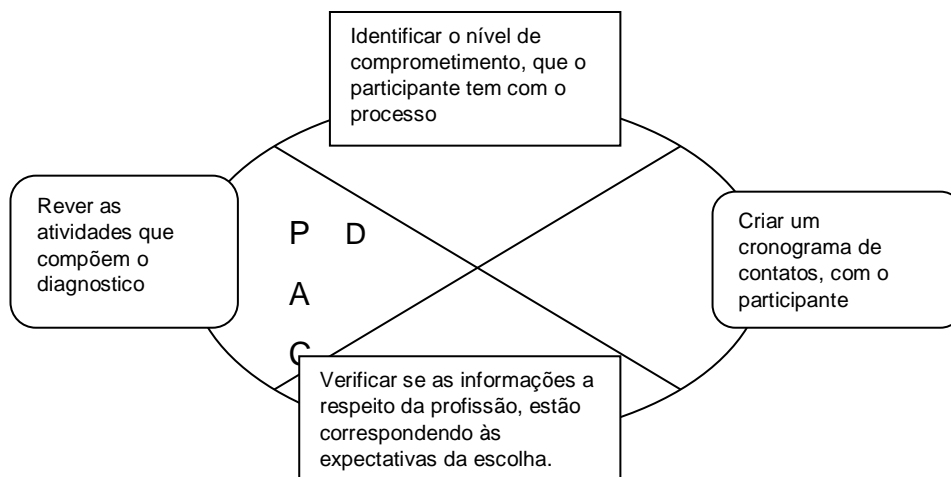 Identificar o nível de
comprometimento, que o
participante tem com o
processo
Rever as
atividades que
compõem o
diagnostico
P D
A
C
Criar um
cronograma de
contatos, com o
participante
Verificar se as informações a
respeito da profissão, estão
correspondendo às
expectativas da escolha.